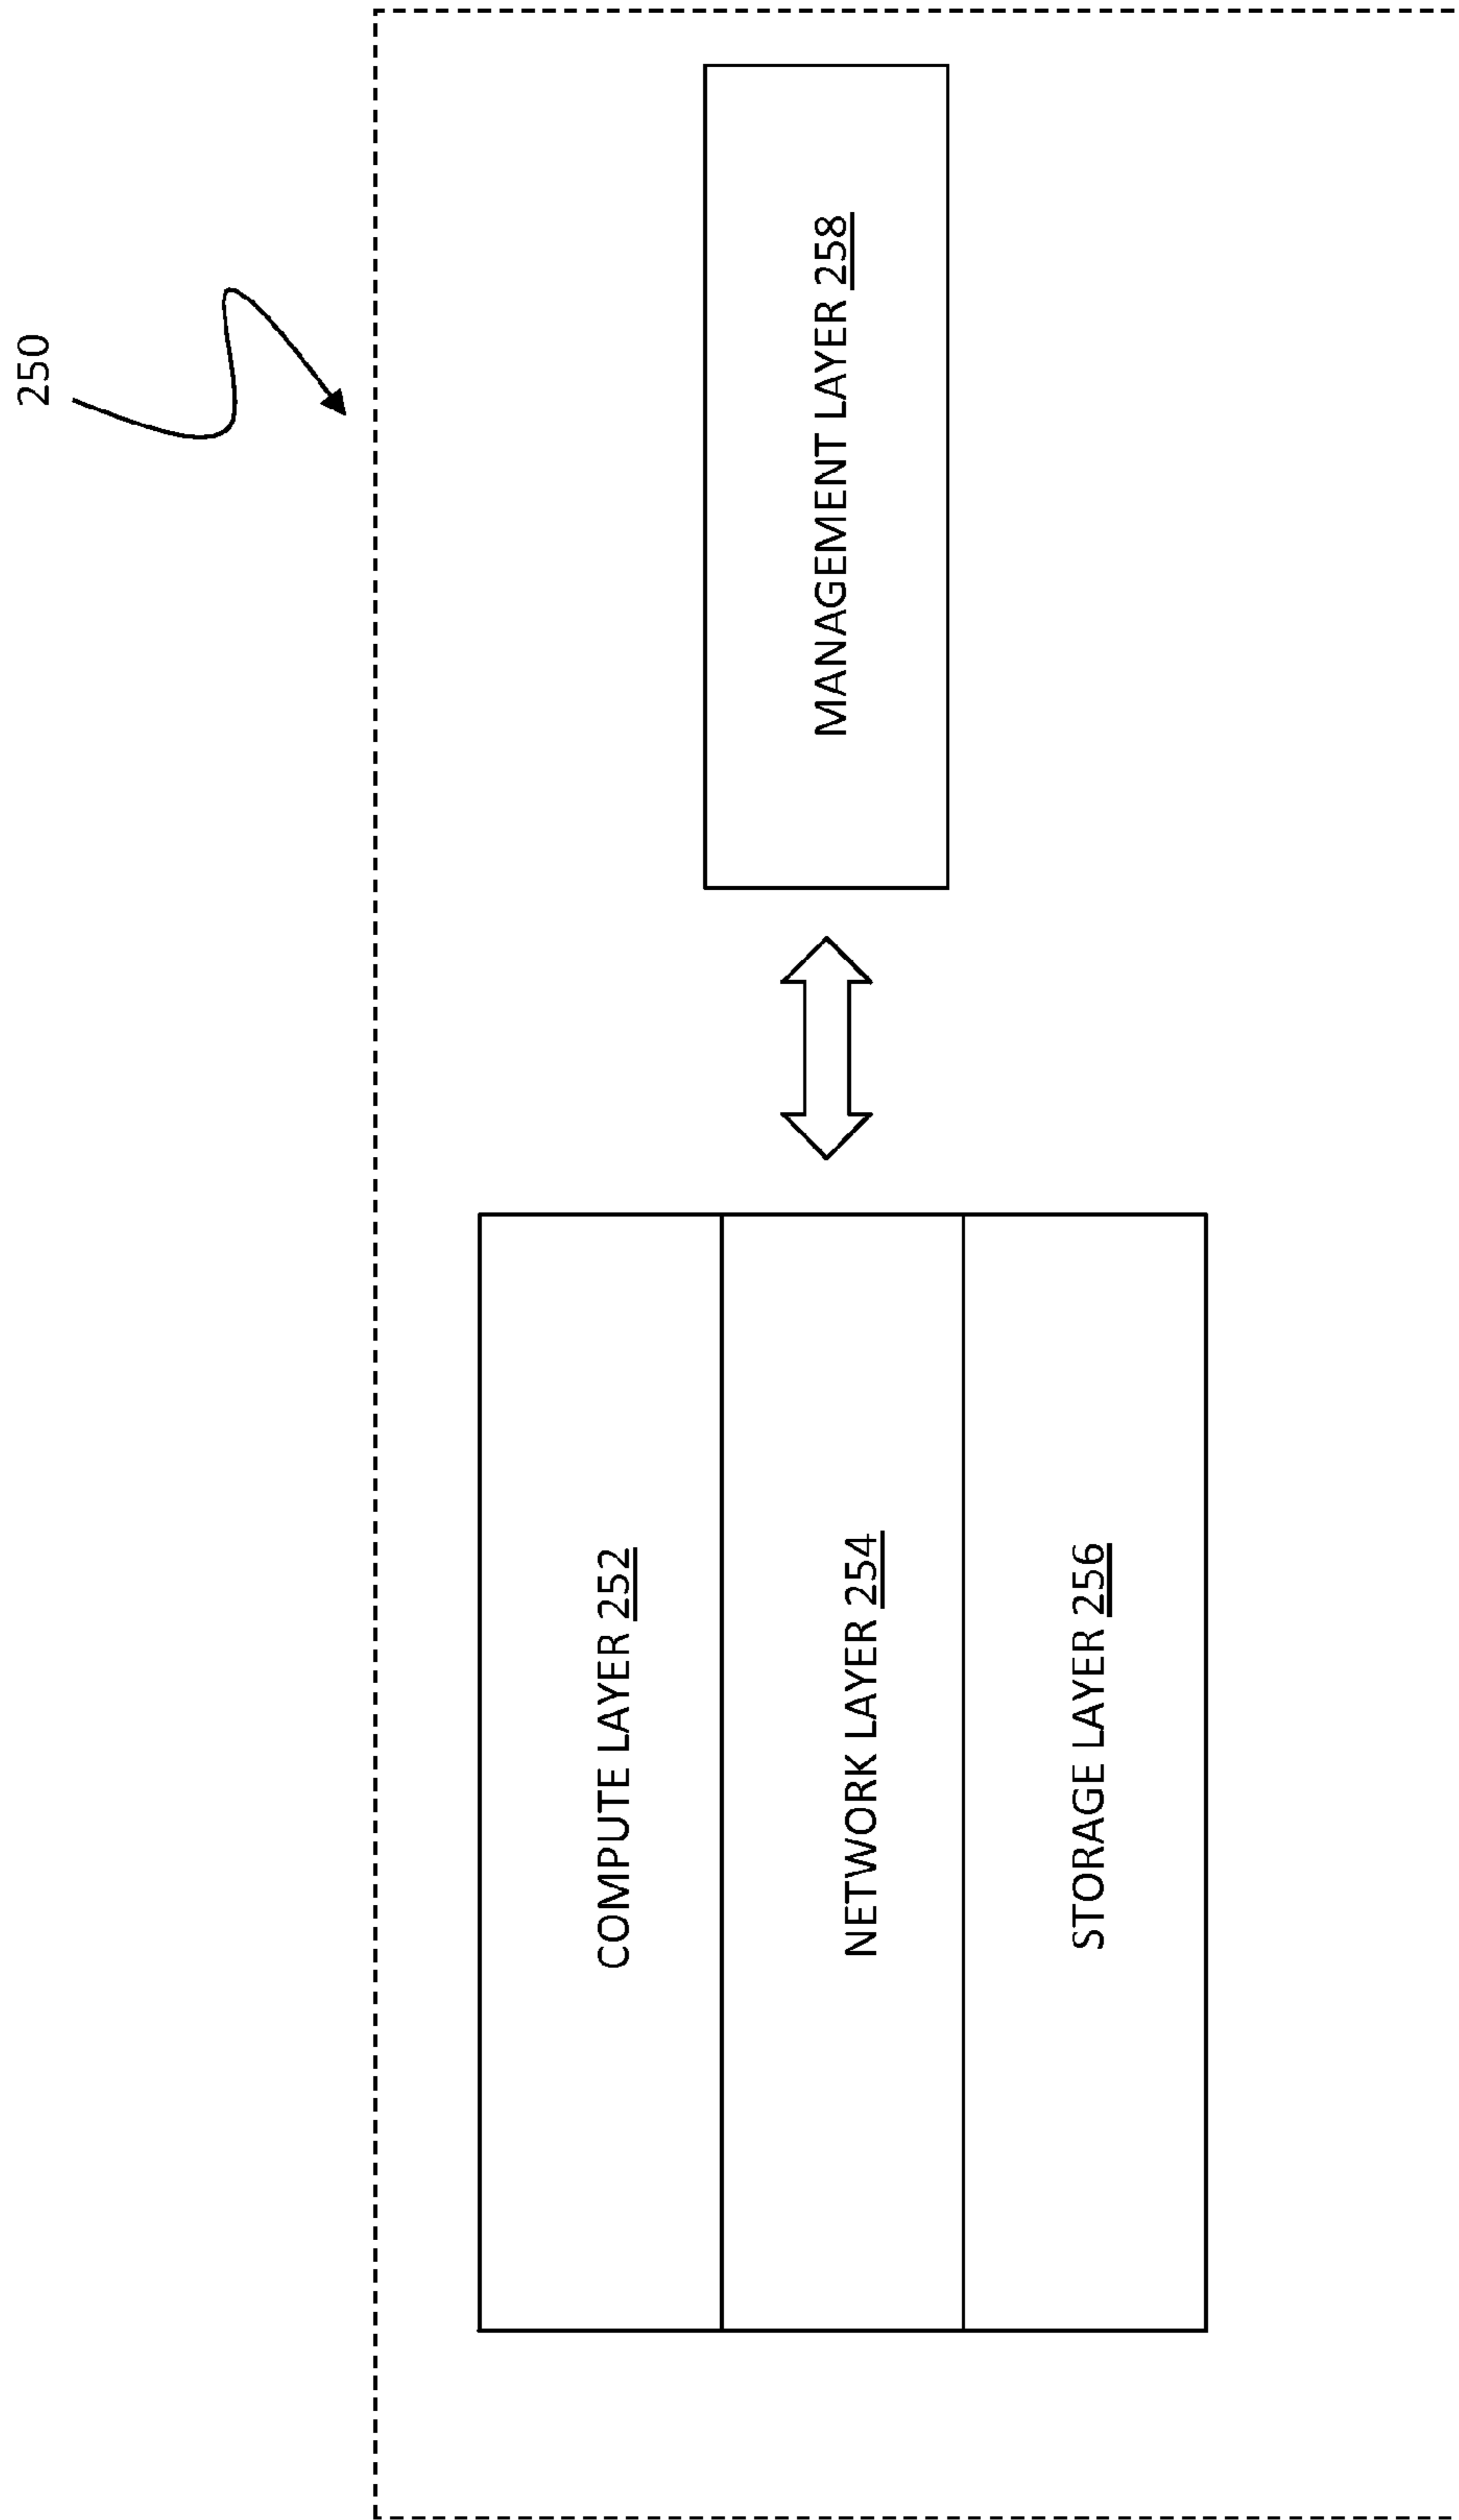 250
COMPUTE LAYER 252
NETWORK LAYER 254
STORAGE LAYER 256
MANAGEMENT LAYER 258